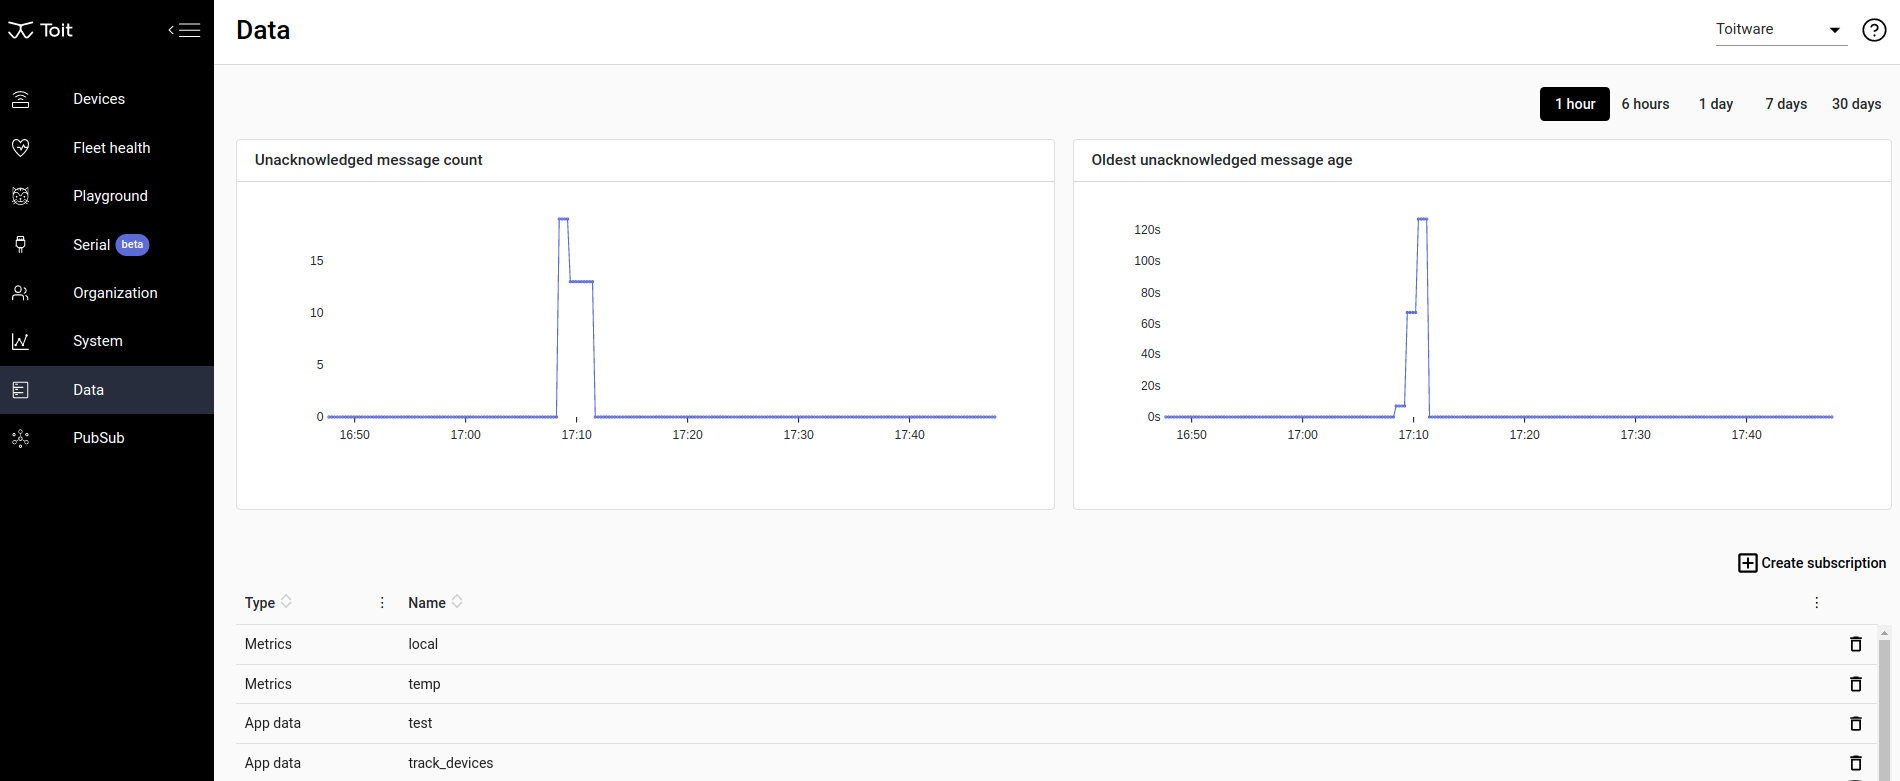 Toit
Devices
Fleet health
Playground
Serial beta
Organization
System
Data
PubSub
Data
Toitware
?
1 hour 6 hours 1 day 7 days 30 days
Unacknowledged message count
15
10
5
0
16:50 17:00 17:10 17:20 17:30 17:40
Oldest unacknowledged message age
120s
100s
80s
60s
40s
20s
0s
16:50 17:00 17:10 17:20 17:30 17:40
Create subscription
Type Name
Metrics local
Metrics temp
App data test
App data track_devices